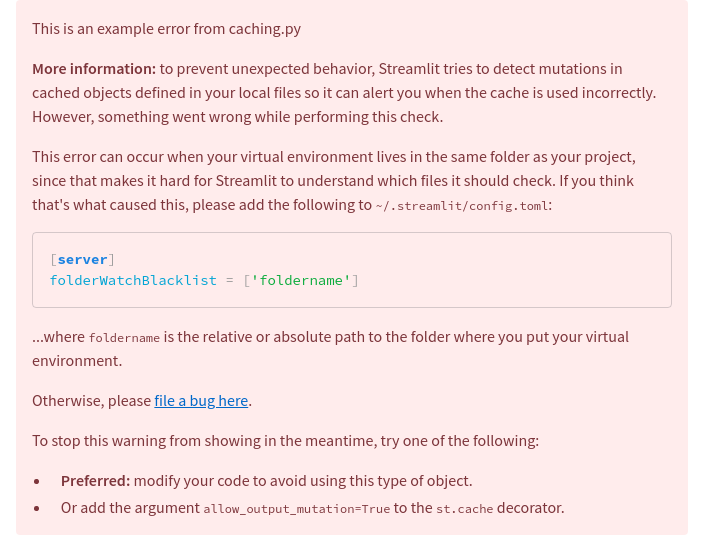 This is an example error from caching.py
More information: to prevent unexpected behavior, Streamlit tries to detect mutations in
cached objects defined in your local files so it can alert you when the cache is used incorrectly.
However, something went wrong while performing this check.
This error can occur when your virtual environment lives in the same folder as your project,
since that makes it hard for Streamlit to understand which files it should check. If you think
that's what caused this, please add the following to ~/.streamlit/config.toml:
[server]
folderWatchBlacklist = ['foldername']
...where foldername is the relative or absolute path to the folder where you put your virtual
environment.
Otherwise, please file a bug here.
To stop this warning from showing in the meantime, try one of the following:
• Preferred: modify your code to avoid using this type of object.
• Or add the argument allow_output_mutation=True to the st.cache decorator.